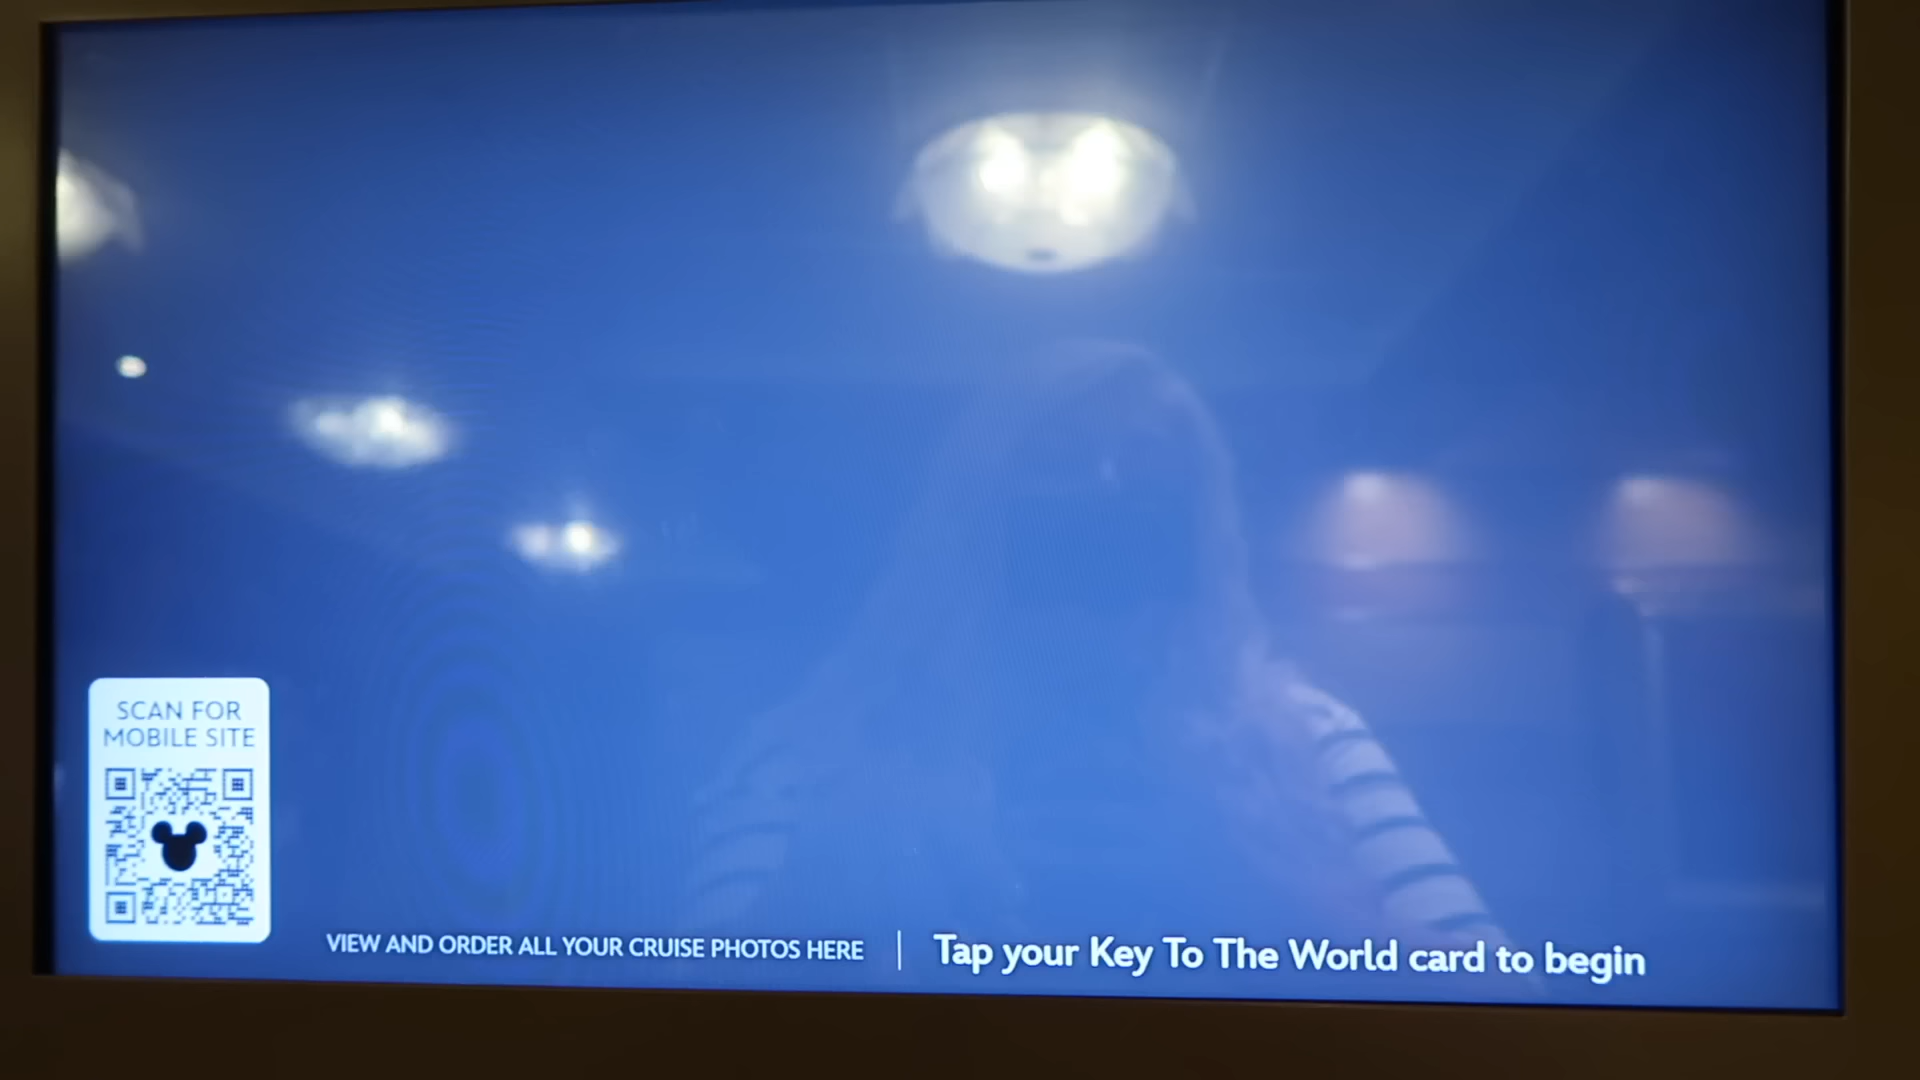 SCAN FOR
MOBILE SITE
VIEW AND ORDER ALL YOUR CRUISE PHOTOS HERE
Tap your Key To The World card to begin